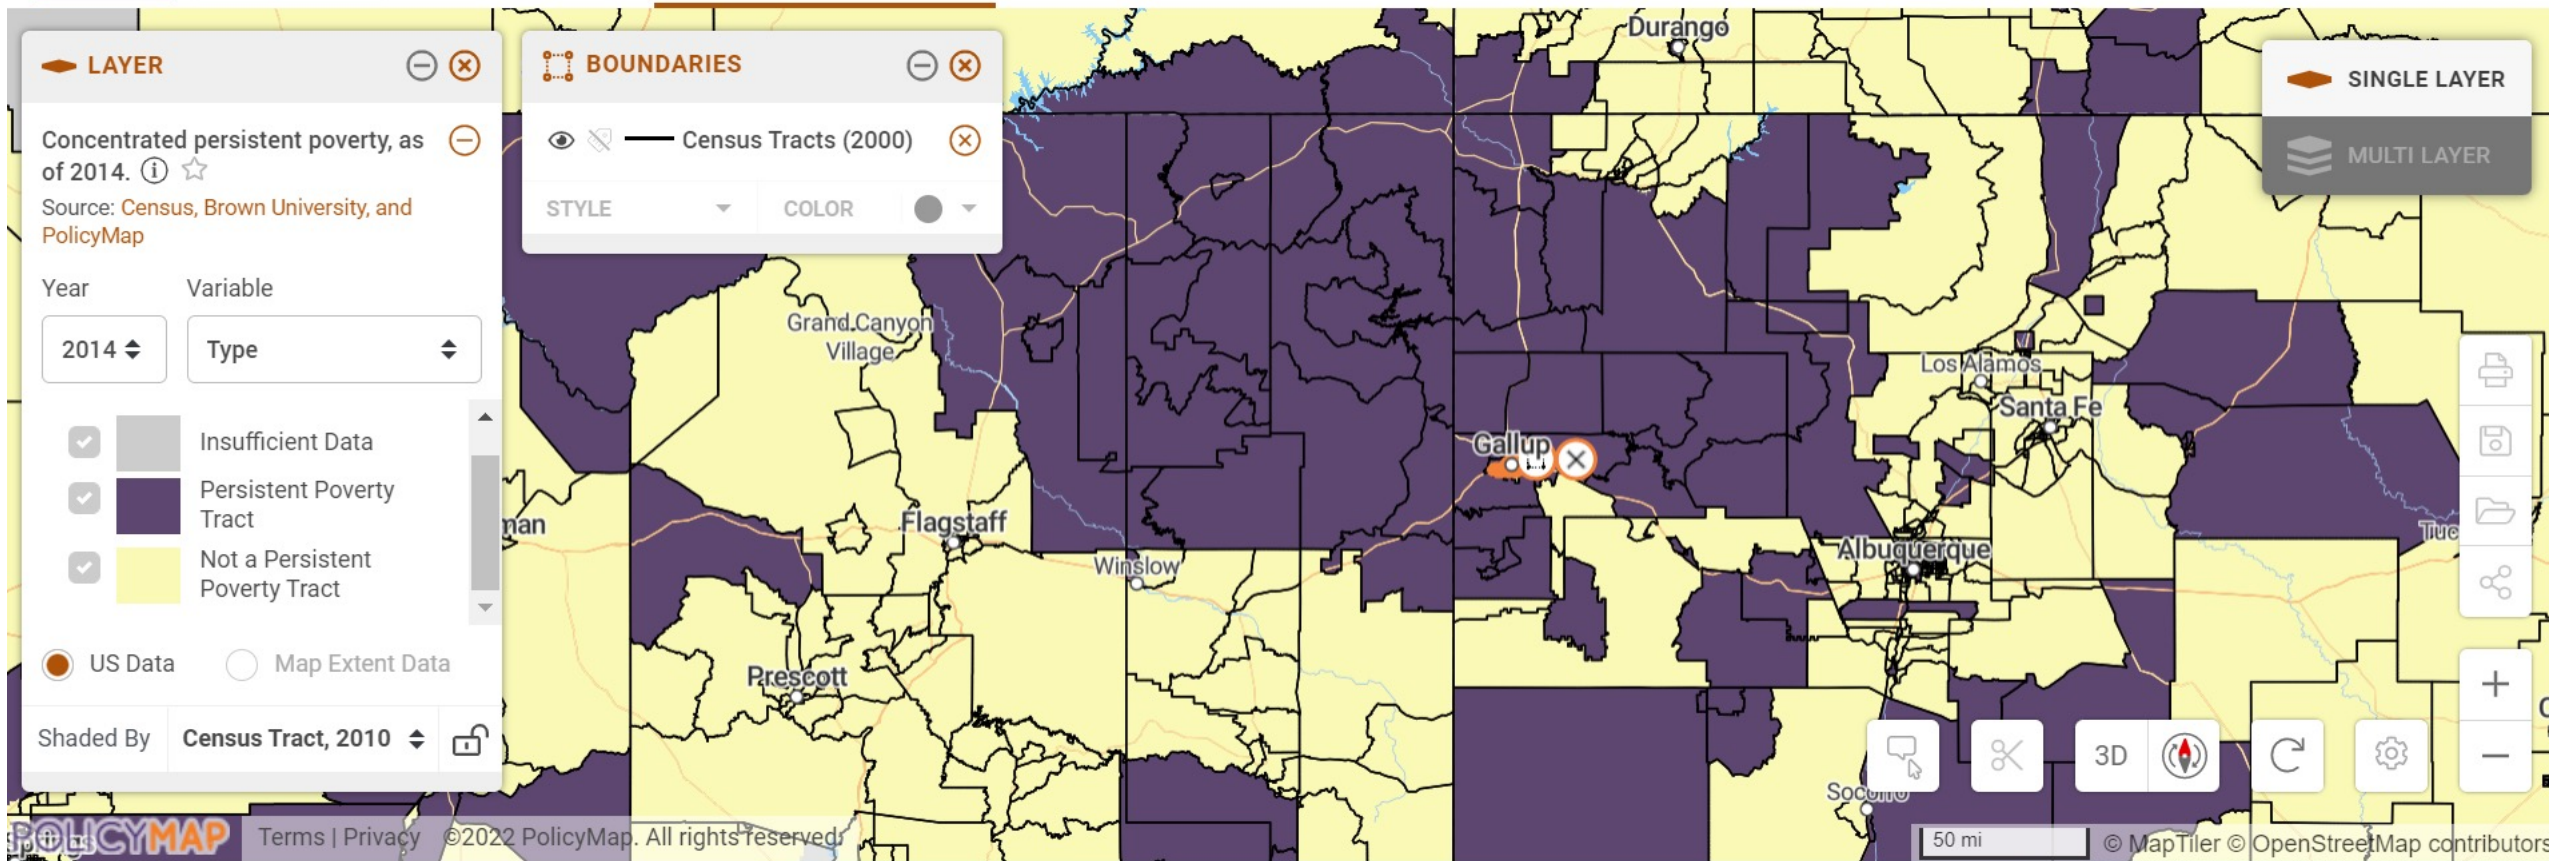 LAYER
Concentrated persistent poverty, as
of 2014.
Source: Census, Brown University, and
PolicyMap
Year
Variable
2014
Type
Insufficient Data
Persistent Poverty
Tract
Not a Persistent
Poverty Tract
US Data
Map Extent Data
Shaded By
Census Tract, 2010
BOUNDARIES
Census Tracts (2000)
STYLE
COLOR
SINGLE LAYER
MULTI LAYER
Durango
Grand Canyon
Village
Los Alamos
Santa Fe
Gallup
man
Flagstaff
Tuc
Albuquerque
Winslow
Prescott
Socorro
3D
POLICYMAP
Terms | Privacy
©2022 PolicyMap. All rights reserved.
50 mi
© MapTiler © OpenStreetMap contributors